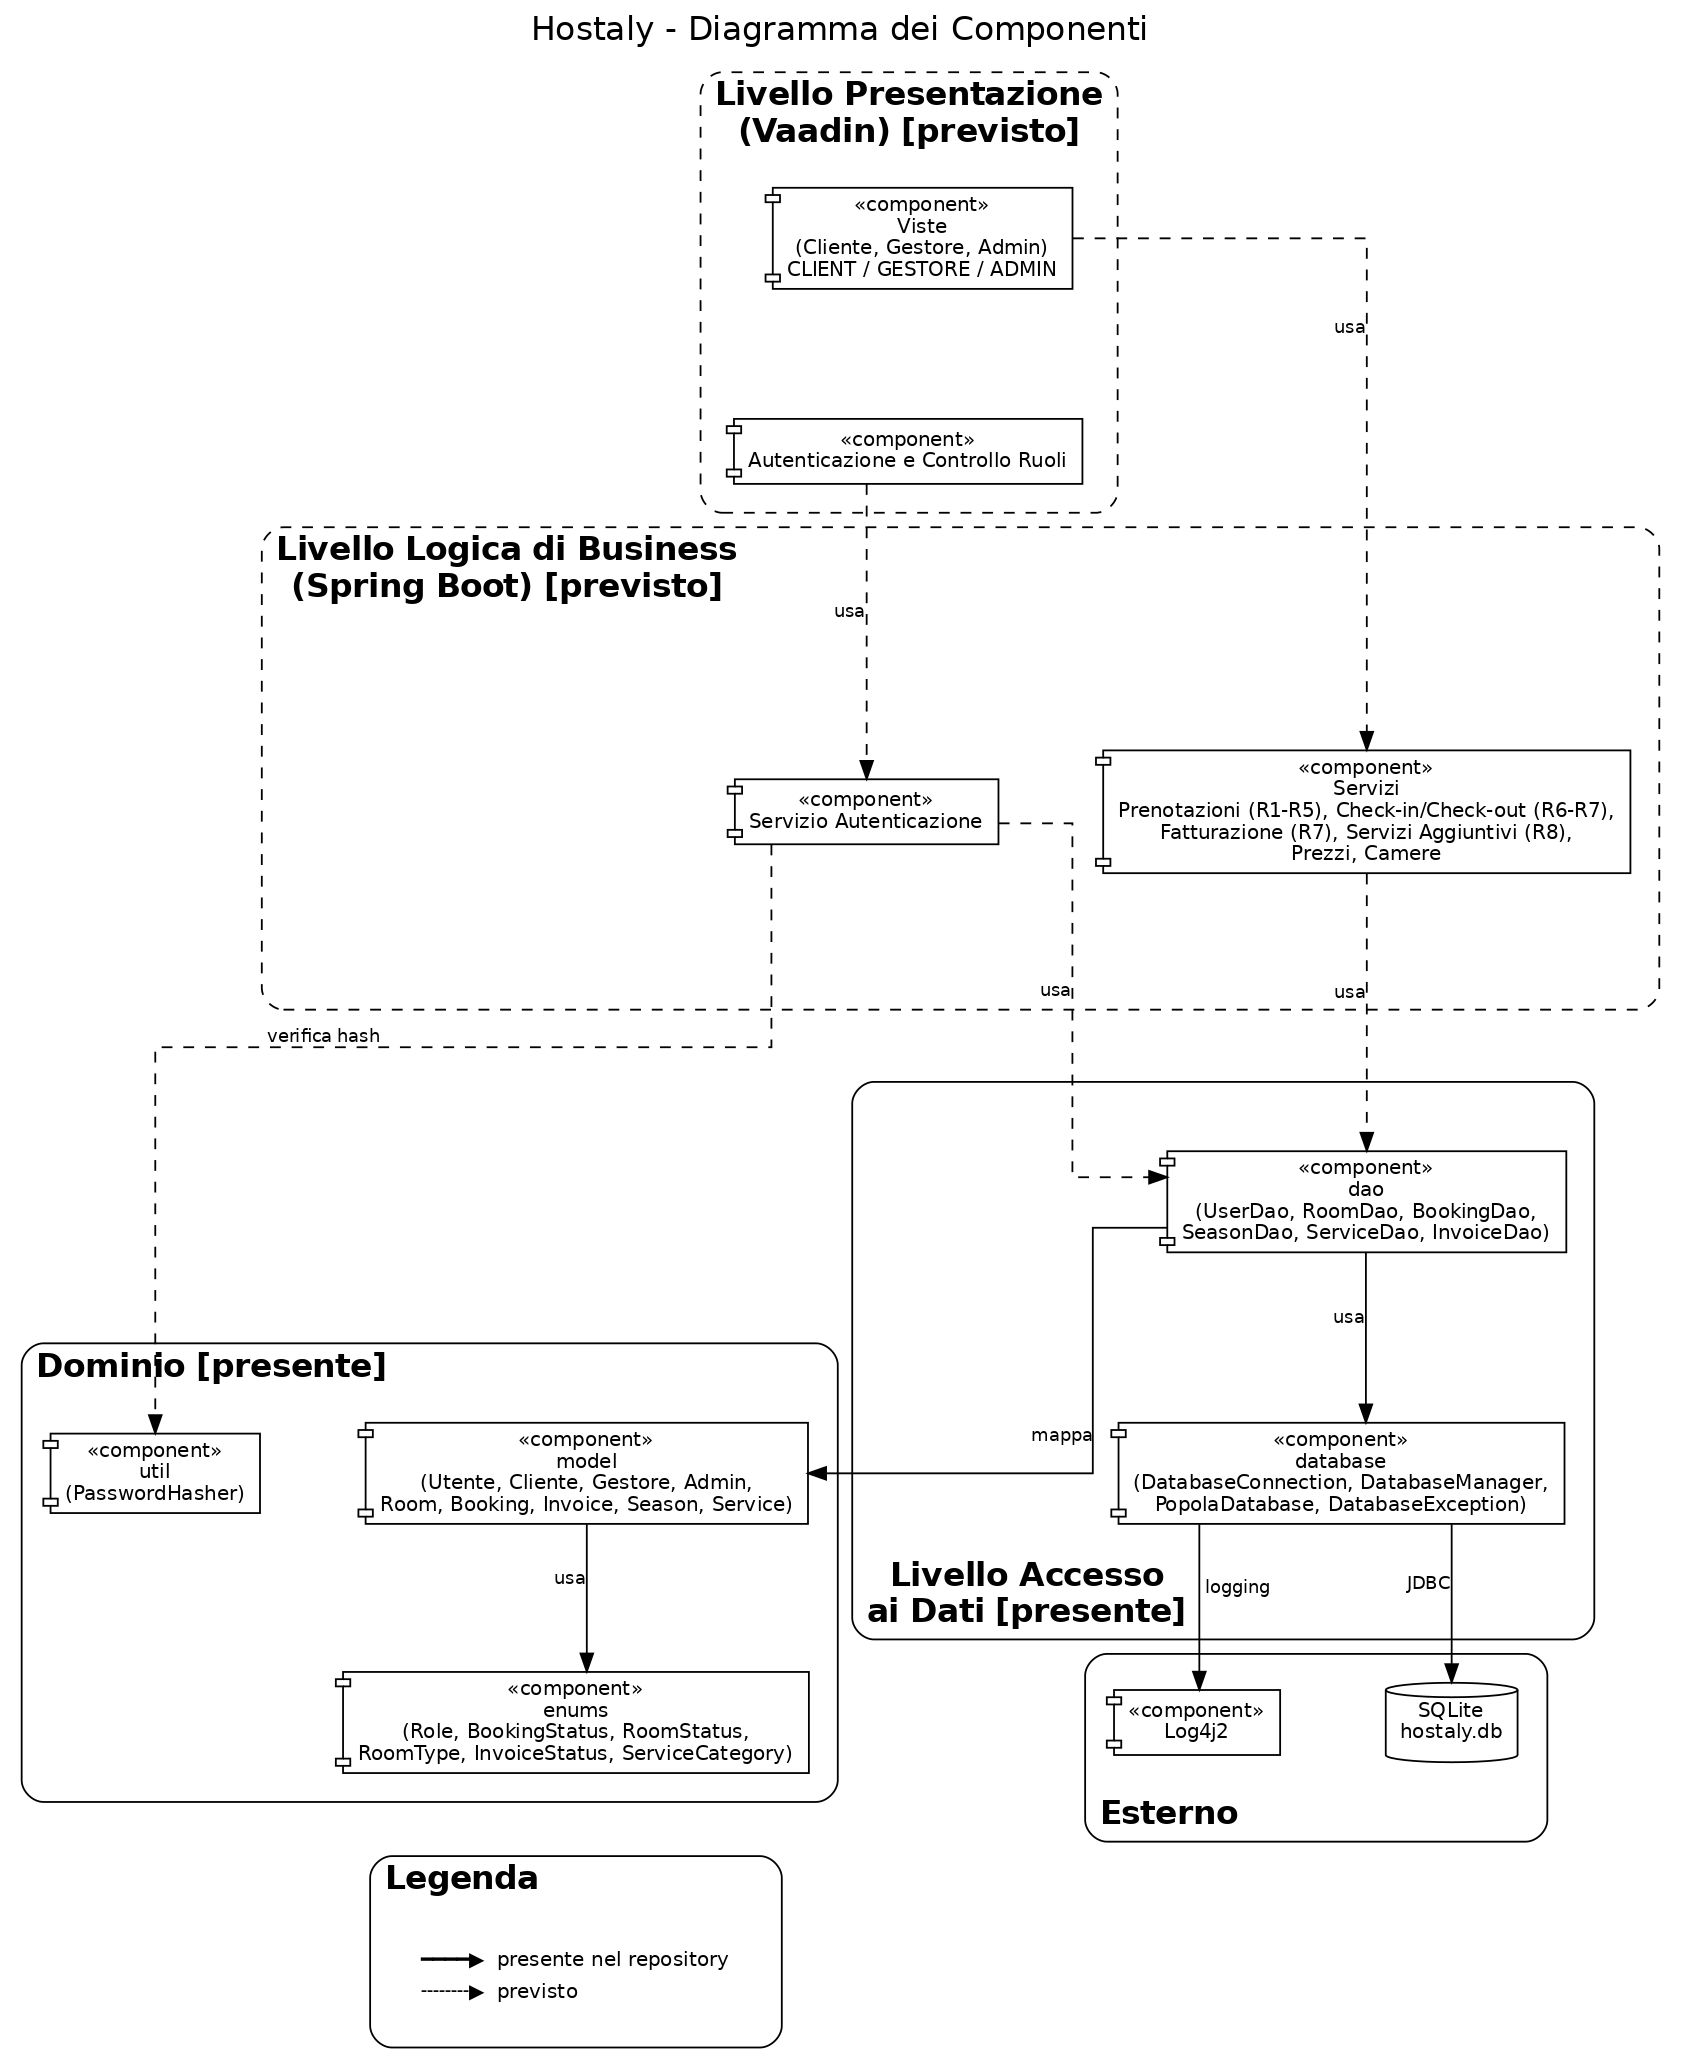 Hostaly - Diagramma dei Componenti
Livello Presentazione
(Vaadin) [previsto]
«component»
Viste
(Cliente, Gestore, Admin)
CLIENT / GESTORE / ADMIN
usa
«component»
Autenticazione e Controllo Ruoli
Livello Logica di Business
(Spring Boot) [previsto]
usa
«component»
Servizio Autenticazione
«component»
Servizi
Prenotazioni (R1-R5), Check-in/Check-out (R6-R7),
Fatturazione (R7), Servizi Aggiuntivi (R8),
Prezzi, Camere
usa
usa
verifica hash
«component»
dao
(UserDao, RoomDao, BookingDao,
SeasonDao, ServiceDao, InvoiceDao)
usa
mappa
Dominio [presente]
«component»
util
(PasswordHasher)
«component»
model
(Utente, Cliente, Gestore, Admin,
Room, Booking, Invoice, Season, Service)
«component»
database
(DatabaseConnection, DatabaseManager,
PopolaDatabase, DatabaseException)
usa
Livello Accesso
ai Dati [presente]
logging
JDBC
«component»
enums
(Role, BookingStatus, RoomStatus,
RoomType, InvoiceStatus, ServiceCategory)
«component»
Log4j2
SQLite
hostaly.db
Esterno
Legenda
presente nel repository
previsto